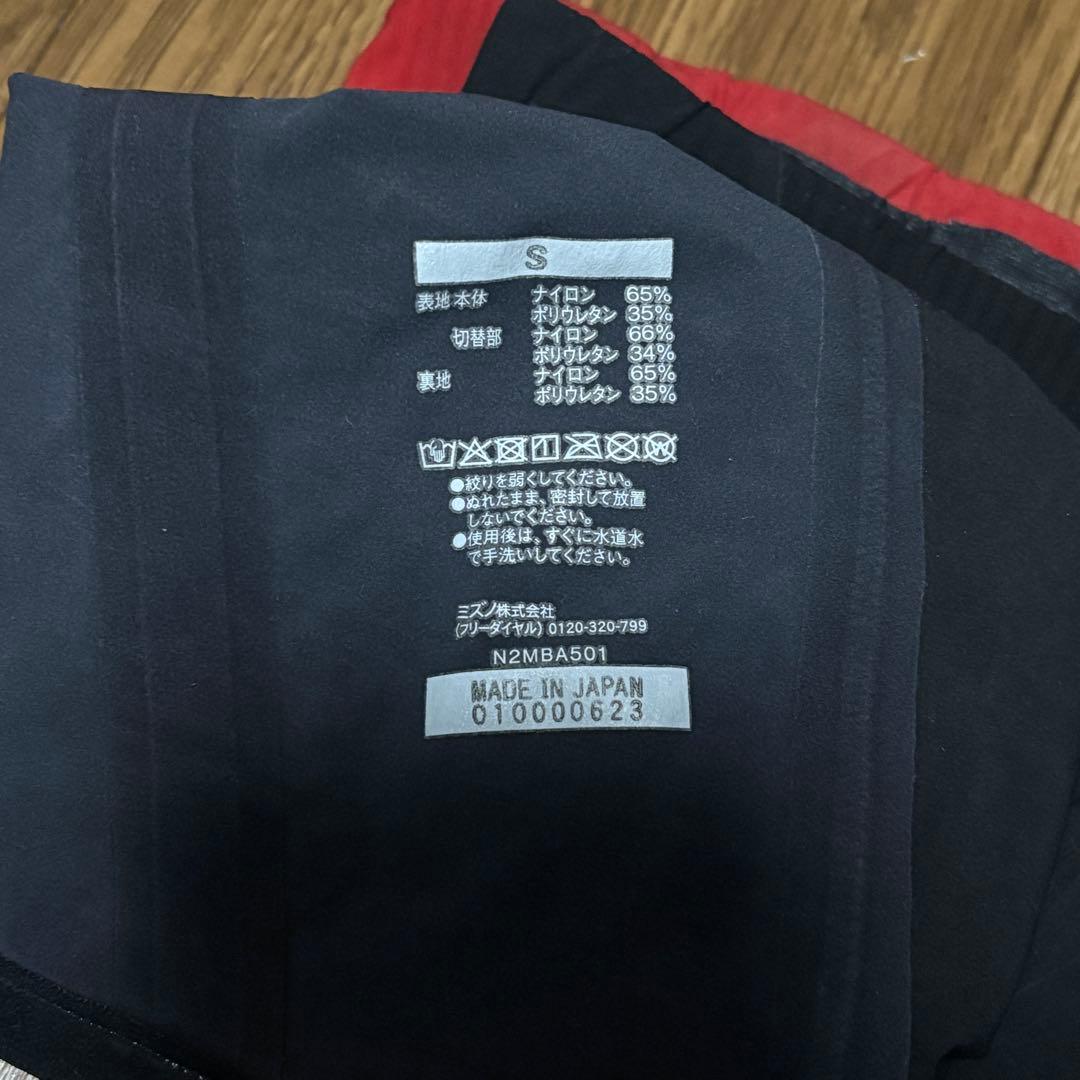 S
表地 本体 ナイロン 65%
ポリウレタン 35%
切替部 ナイロン 66%
ポリウレタン 34%
裏地 ナイロン 65%
ポリウレタン 35%
●絞りを弱くしてください。
●ぬれたまま、密封して放置
しないでください。
●使用後は、すぐに水道水
で手洗いしてください。
ミズノ株式会社
(フリーダイヤル) 0120-320-799
N2MBA501
MADE IN JAPAN
010000623